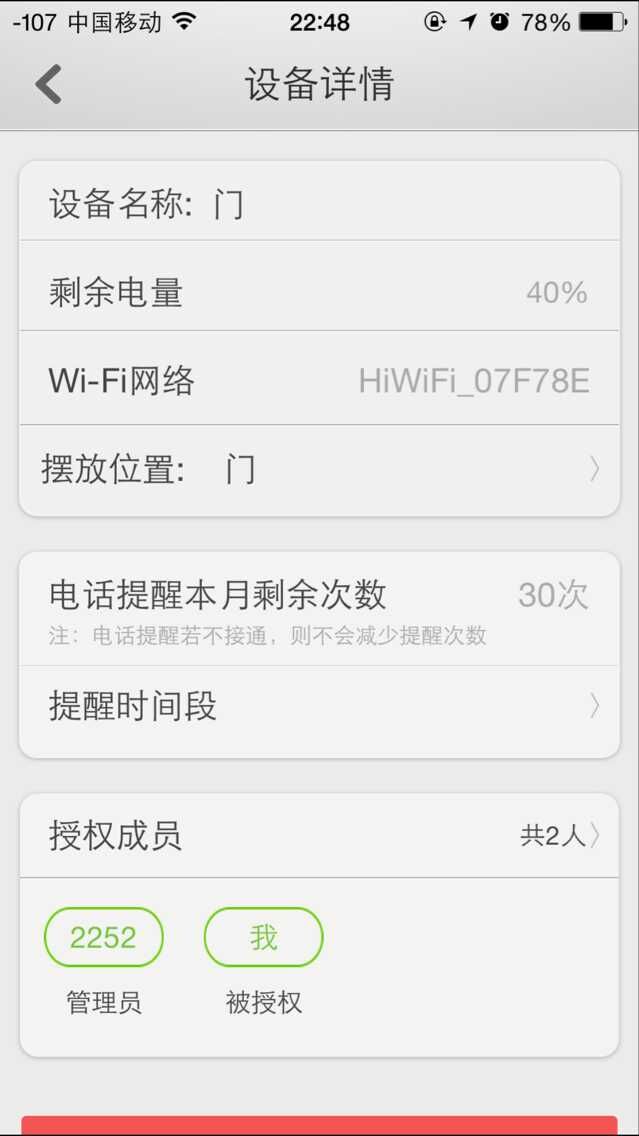 -107 中国移动 22:48 78%
设备详情
设备名称: 门
剩余电量 40%
Wi-Fi网络 HiWiFi_07F78E
摆放位置: 门
电话提醒本月剩余次数 30次
注：电话提醒若不接通，则不会减少提醒次数
提醒时间段
授权成员 共2人
2252 我
管理员 被授权